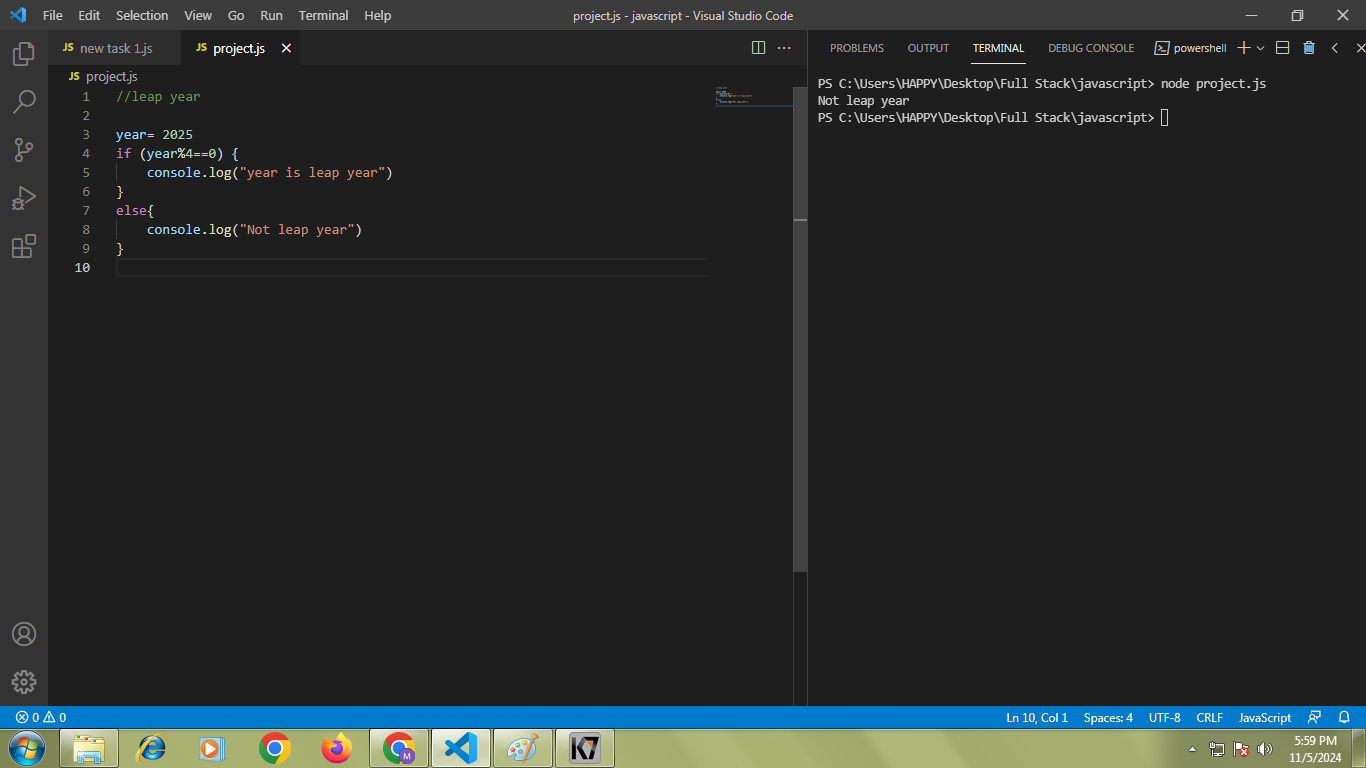 File Edit Selection View Go Run Terminal Help project.js - javascript - Visual Studio Code
JS new task 1.js JS project.js
JS project.js
1 //leap year
2
3 year= 2025
4 if (year%4==0) {
5 console.log("year is leap year")
6 }
7 else{
8 console.log("Not leap year")
9 }
10
PROBLEMS OUTPUT TERMINAL DEBUG CONSOLE powershell
PS C:\Users\HAPPY\Desktop\Full Stack\javascript> node project.js
Not leap year
PS C:\Users\HAPPY\Desktop\Full Stack\javascript>
0 0 Ln 10, Col 1 Spaces: 4 UTF-8 CRLF JavaScript
M K7 5:59 PM
11/5/2024